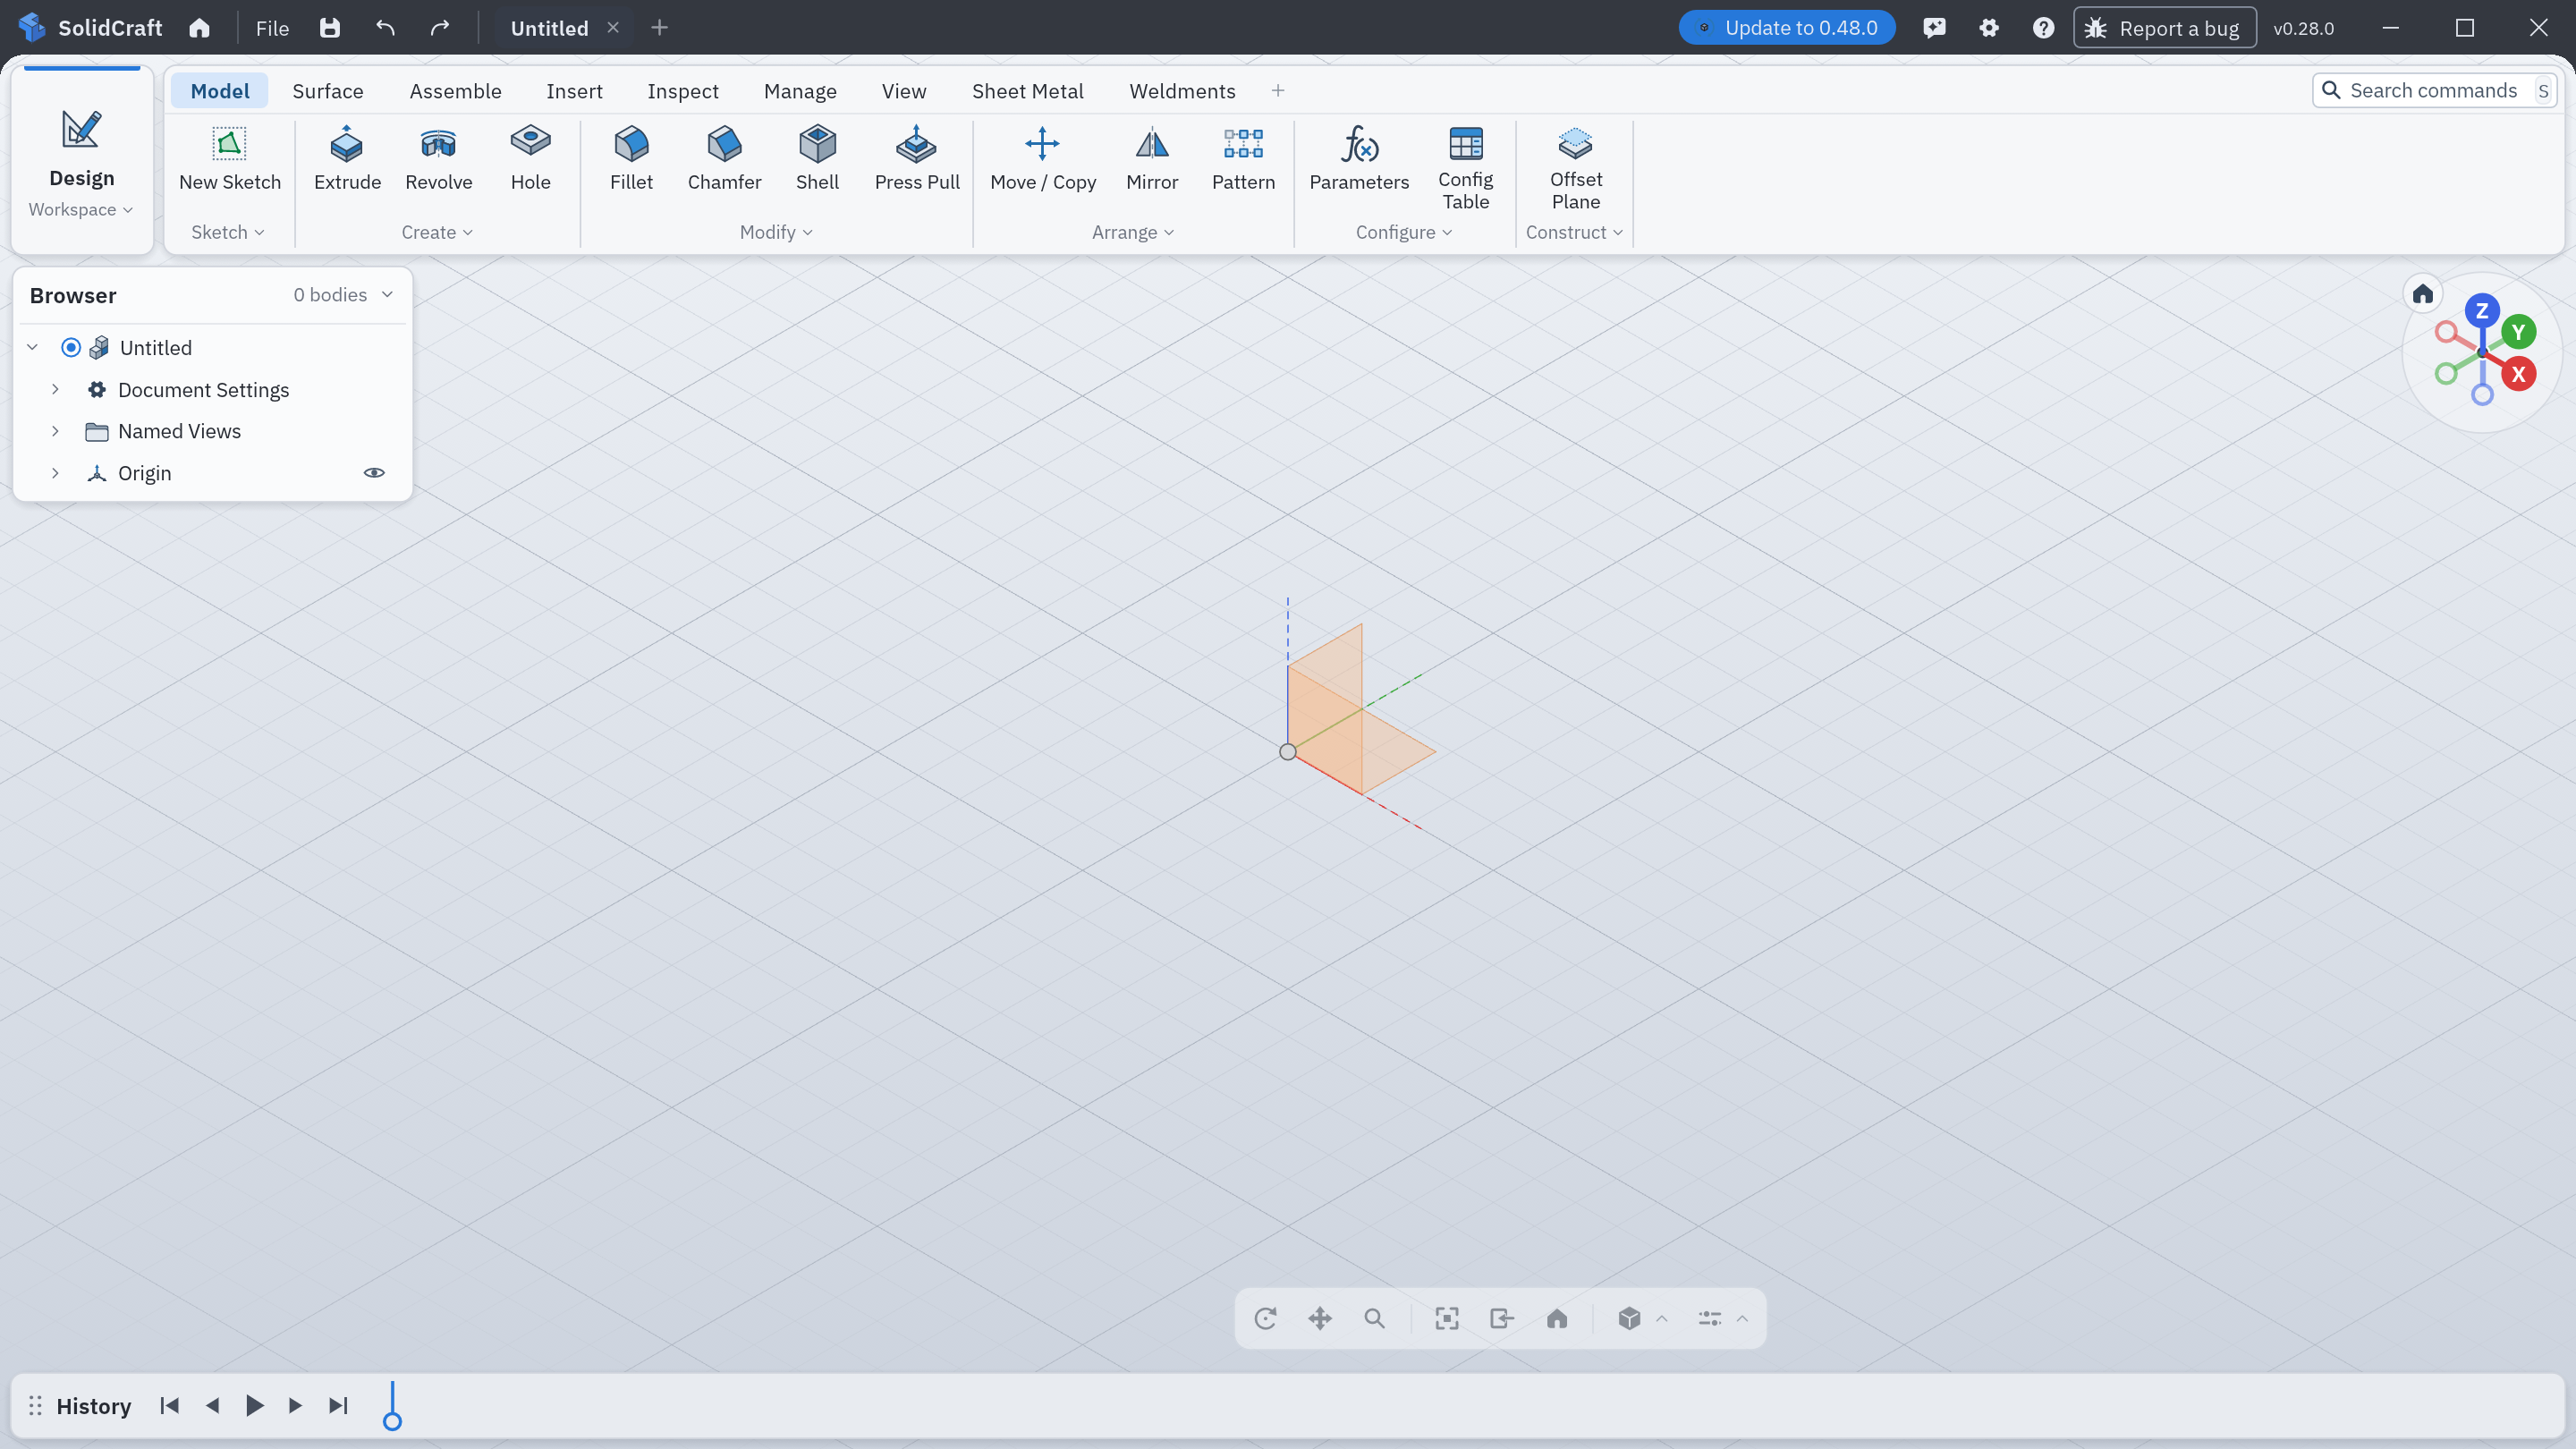 SolidCraft File Untitled Update to 0.48.0 Report a bug v0.28.0
Design
Workspace
Model Surface Assemble Insert Inspect Manage View Sheet Metal Weldments Search commands S
New Sketch Extrude Revolve Hole Fillet Chamfer Shell Press Pull Move / Copy Mirror Pattern Parameters Config Table Offset Plane
Sketch Create Modify Arrange Configure Construct
Browser 0 bodies
Untitled
Document Settings
Named Views
Origin
Z
Y
X
History